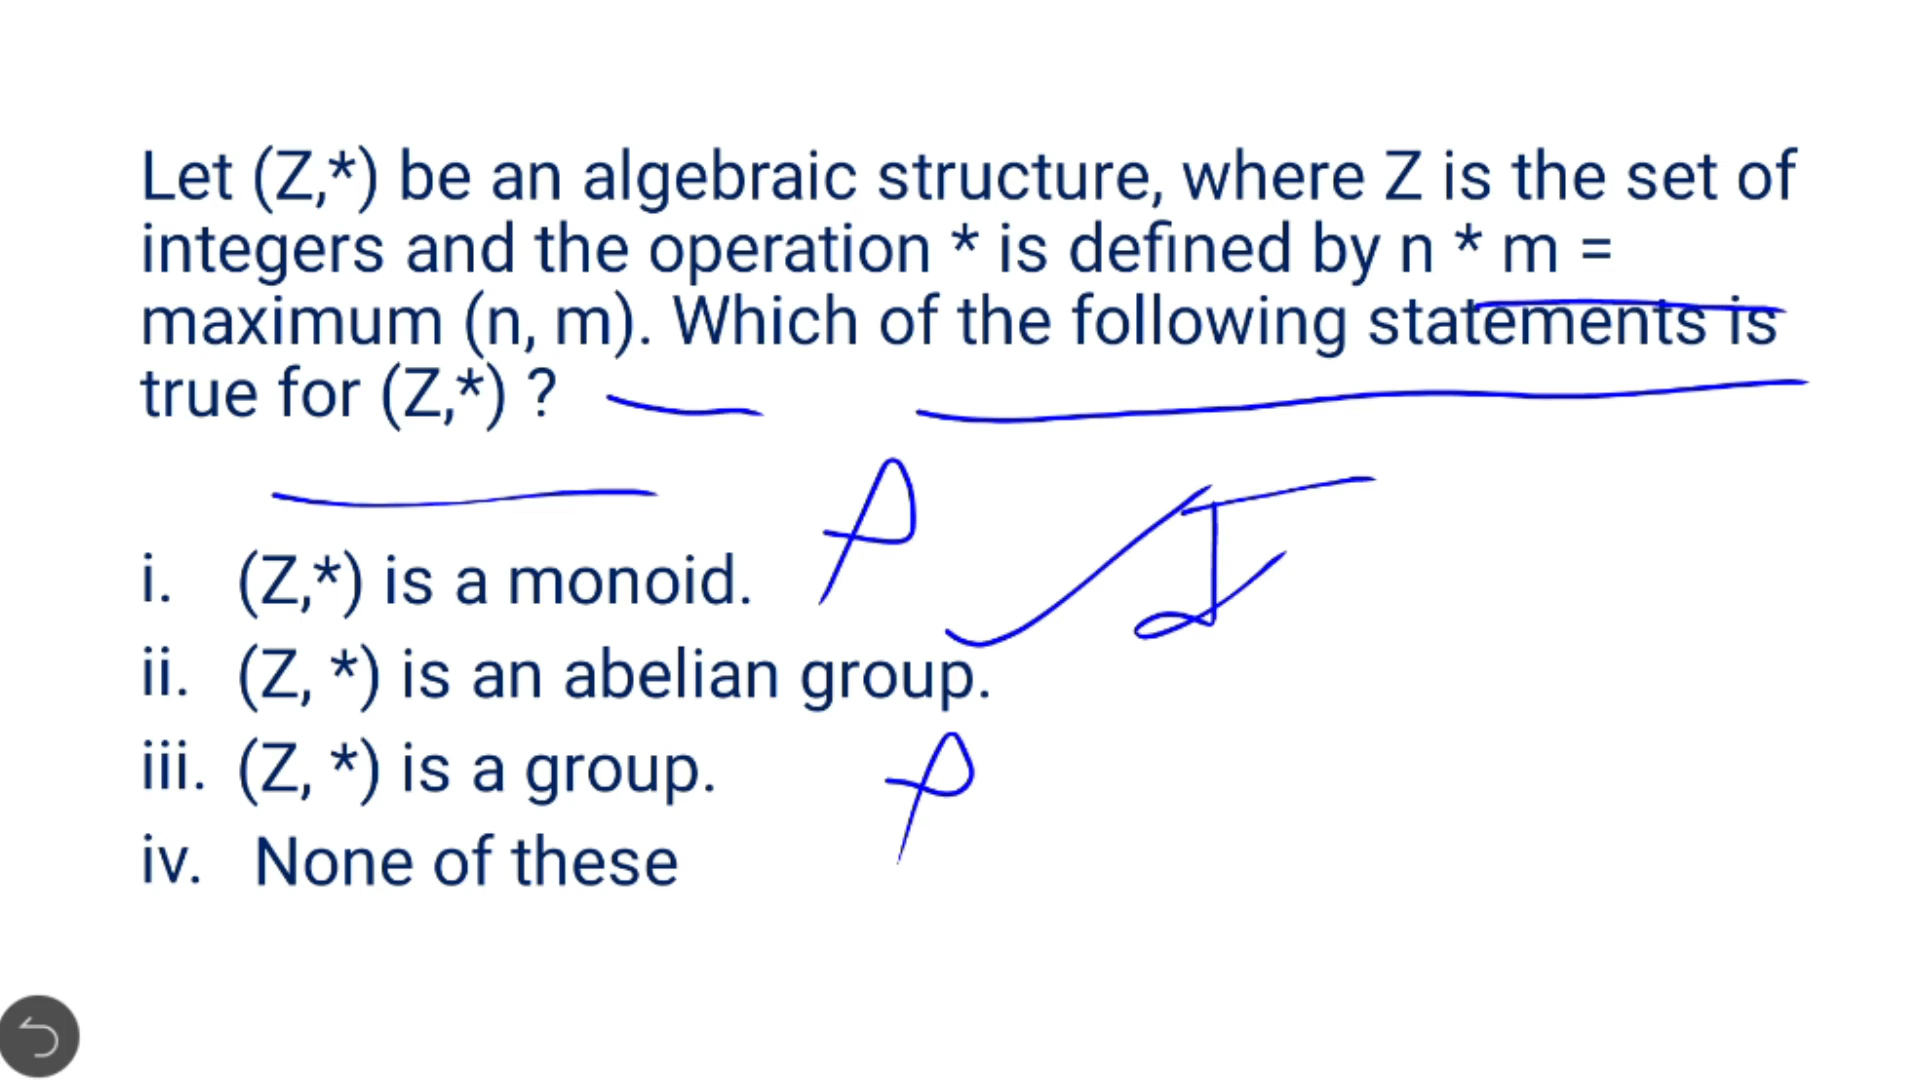 Let (Z,*) be an algebraic structure, where Z is the set of
integers and the operation * is defined by n * m =
maximum (n, m). Which of the following statements is
true for (Z,*) ?
i. (Z,*) is a monoid.
ii. (Z, *) is an abelian group.
iii. (Z, *) is a group.
iv. None of these